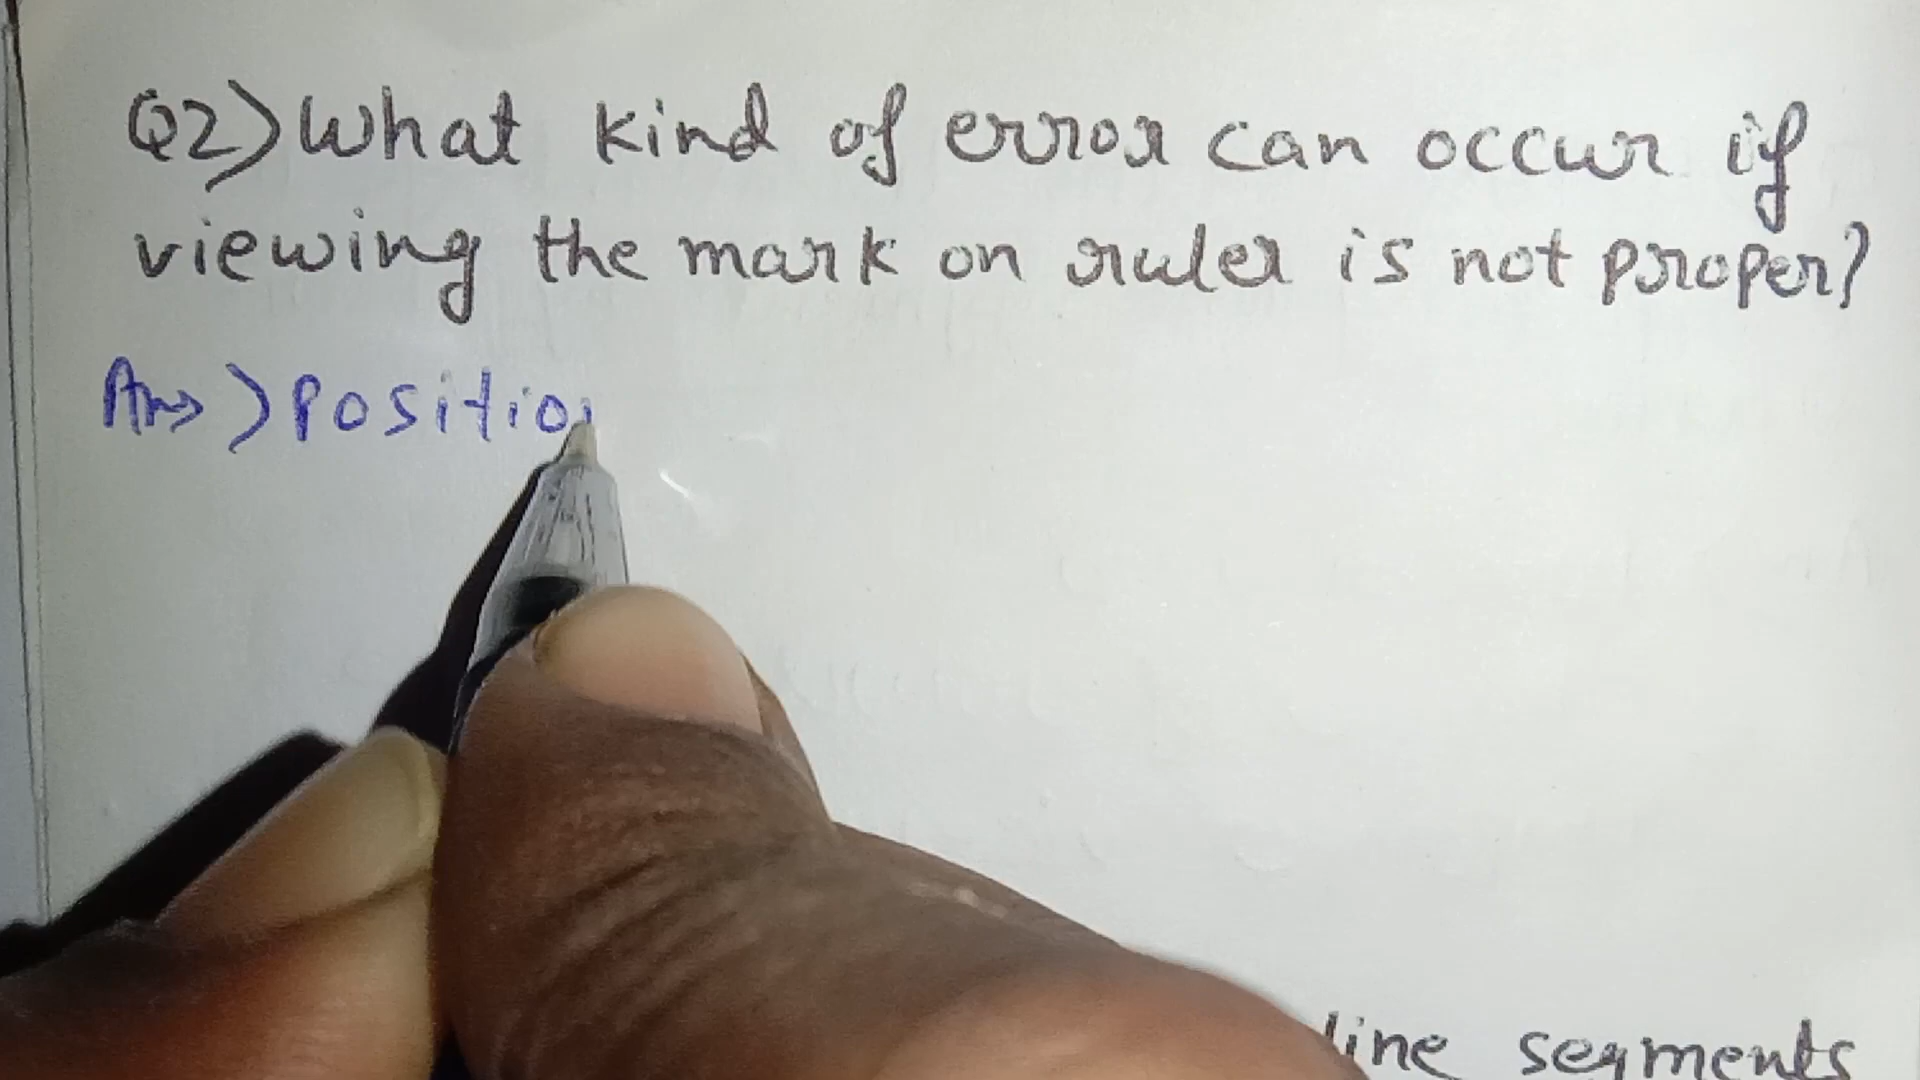 Q2) What kind of error can occur if
viewing the mark on ruler is not proper?
Ans > Position
line segments